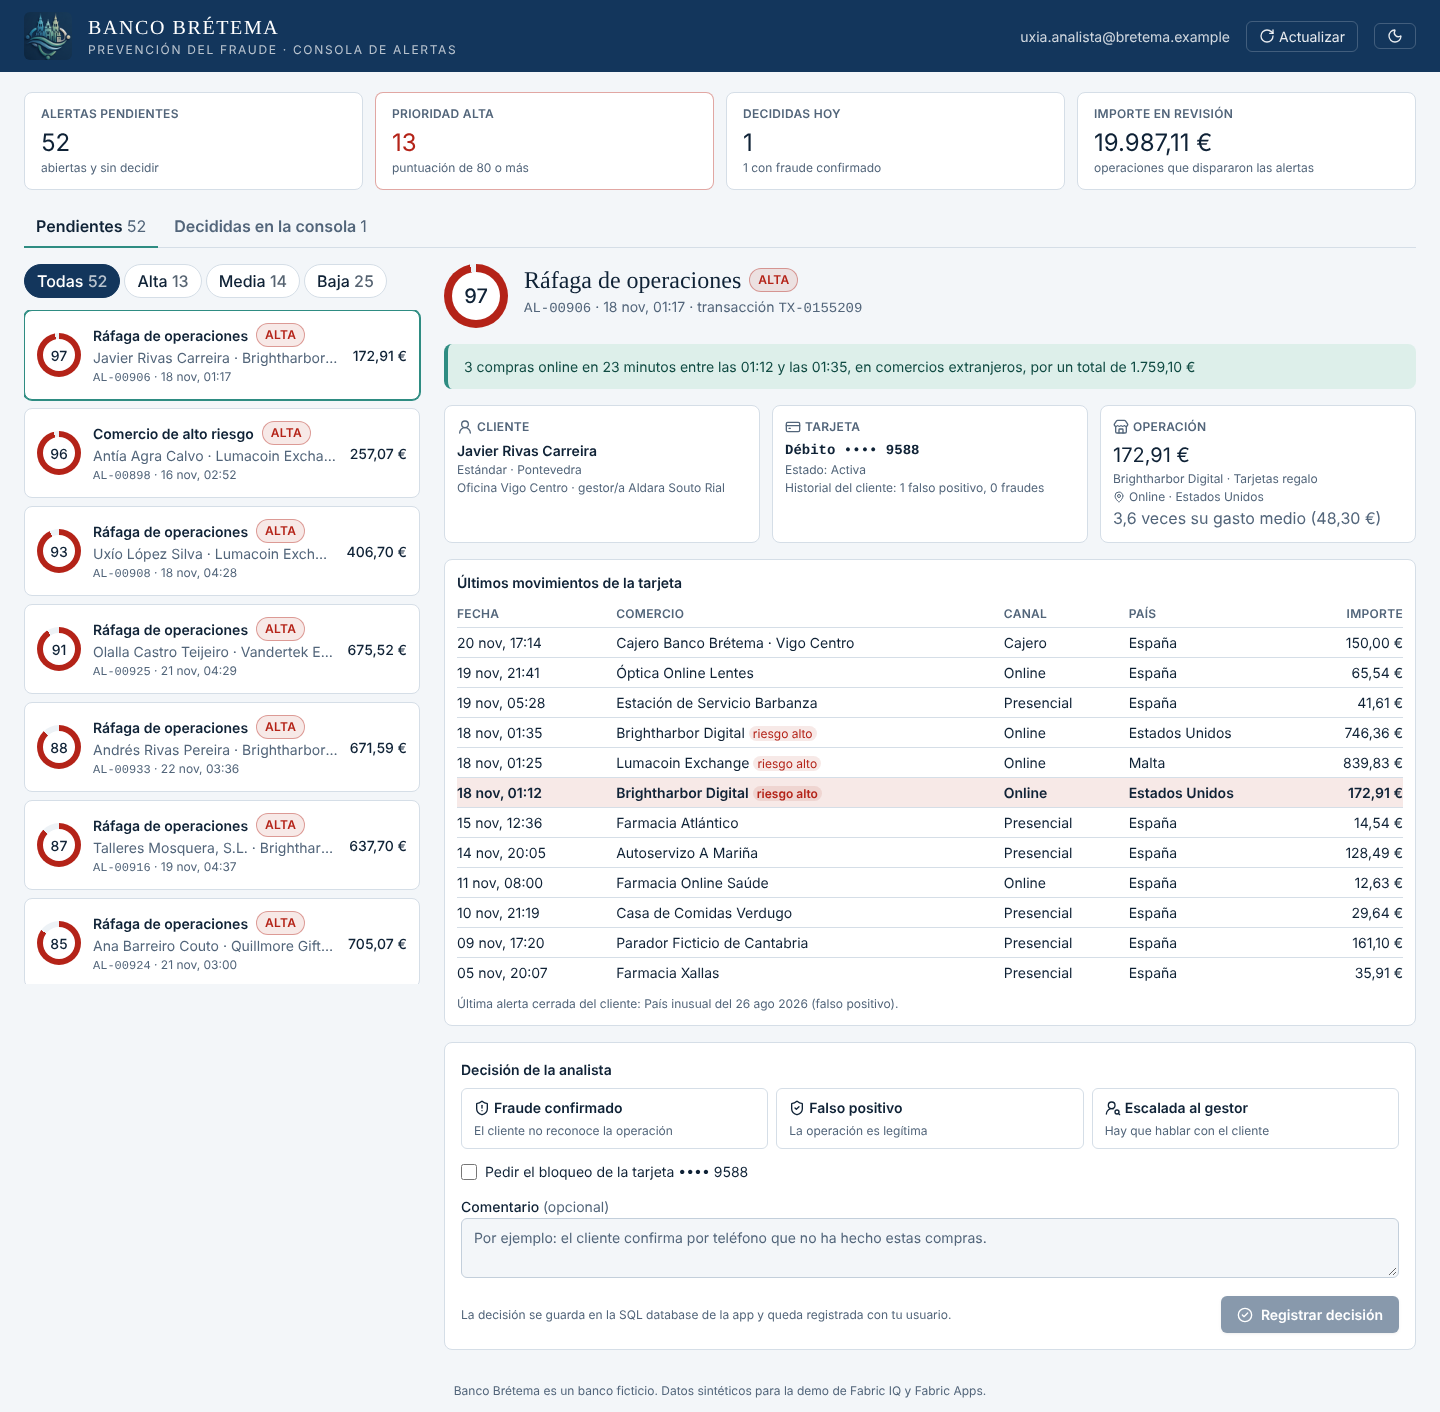 BANCO BRÉTEMA
PREVENCIÓN DEL FRAUDE · CONSOLA DE ALERTAS
uxia.analista@bretema.example
Actualizar
ALERTAS PENDIENTES
52
abiertas y sin decidir
PRIORIDAD ALTA
13
puntuación de 80 o más
DECIDIDAS HOY
1
1 con fraude confirmado
IMPORTE EN REVISIÓN
19.987,11 €
operaciones que dispararon las alertas
Pendientes 52
Decididas en la consola 1
Todas 52
Alta 13
Media 14
Baja 25
97
Ráfaga de operaciones ALTA
Javier Rivas Carreira · Brightharbor...
172,91 €
AL-00906 · 18 nov, 01:17
96
Comercio de alto riesgo ALTA
Antía Agra Calvo · Lumacoin Excha...
257,07 €
AL-00898 · 16 nov, 02:52
93
Ráfaga de operaciones ALTA
Uxío López Silva · Lumacoin Exch...
406,70 €
AL-00908 · 18 nov, 04:28
91
Ráfaga de operaciones ALTA
Olalla Castro Teijeiro · Vandertek E...
675,52 €
AL-00925 · 21 nov, 04:29
88
Ráfaga de operaciones ALTA
Andrés Rivas Pereira · Brightharbor...
671,59 €
AL-00933 · 22 nov, 03:36
87
Ráfaga de operaciones ALTA
Talleres Mosquera, S.L. · Brighthar...
637,70 €
AL-00916 · 19 nov, 04:37
85
Ráfaga de operaciones ALTA
Ana Barreiro Couto · Quillmore Gift...
705,07 €
AL-00924 · 21 nov, 03:00
97
Ráfaga de operaciones ALTA
AL-00906 · 18 nov, 01:17 · transacción TX-0155209
3 compras online en 23 minutos entre las 01:12 y las 01:35, en comercios extranjeros, por un total de 1.759,10 €
CLIENTE
Javier Rivas Carreira
Estándar · Pontevedra
Oficina Vigo Centro · gestor/a Aldara Souto Rial
TARJETA
Débito •••• 9588
Estado: Activa
Historial del cliente: 1 falso positivo, 0 fraudes
OPERACIÓN
172,91 €
Brightharbor Digital · Tarjetas regalo
Online · Estados Unidos
3,6 veces su gasto medio (48,30 €)
Últimos movimientos de la tarjeta
FECHA COMERCIO CANAL PAÍS IMPORTE
20 nov, 17:14 Cajero Banco Brétema · Vigo Centro Cajero España 150,00 €
19 nov, 21:41 Óptica Online Lentes Online España 65,54 €
19 nov, 05:28 Estación de Servicio Barbanza Presencial España 41,61 €
18 nov, 01:35 Brightharbor Digital riesgo alto Online Estados Unidos 746,36 €
18 nov, 01:25 Lumacoin Exchange riesgo alto Online Malta 839,83 €
18 nov, 01:12 Brightharbor Digital riesgo alto Online Estados Unidos 172,91 €
15 nov, 12:36 Farmacia Atlántico Presencial España 14,54 €
14 nov, 20:05 Autoservizo A Mariña Presencial España 128,49 €
11 nov, 08:00 Farmacia Online Saúde Online España 12,63 €
10 nov, 21:19 Casa de Comidas Verdugo Presencial España 29,64 €
09 nov, 17:20 Parador Ficticio de Cantabria Presencial España 161,10 €
05 nov, 20:07 Farmacia Xallas Presencial España 35,91 €
Última alerta cerrada del cliente: País inusual del 26 ago 2026 (falso positivo).
Decisión de la analista
Fraude confirmado
El cliente no reconoce la operación
Falso positivo
La operación es legítima
Escalada al gestor
Hay que hablar con el cliente
Pedir el bloqueo de la tarjeta •••• 9588
Comentario (opcional)
Por ejemplo: el cliente confirma por teléfono que no ha hecho estas compras.
La decisión se guarda en la SQL database de la app y queda registrada con tu usuario.
Registrar decisión
Banco Brétema es un banco ficticio. Datos sintéticos para la demo de Fabric IQ y Fabric Apps.